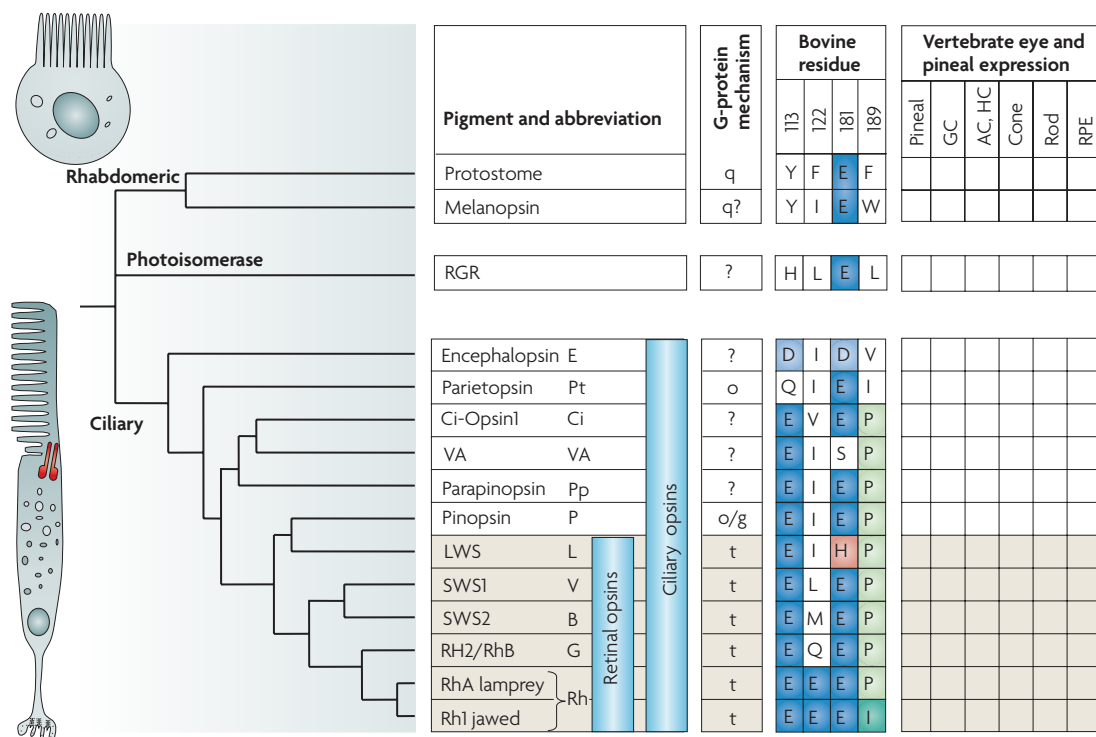 Pigment and abbreviation
G-protein
mechanism
Bovine
residue
113 122 181 189
Vertebrate eye and
pineal expression
Pineal GC AC, HC Cone Rod RPE
Rhabdomeric
Protostome q Y F E F
Melanopsin q? Y I E W
Photoisomerase
RGR ? H L E L
Ciliary
Encephalopsin E ? D I D V
Parietopsin Pt o Q I E I
Ci-Opsin1 Ci ? E V E P
VA VA ? E I S P
Parapinopsin Pp ? E I E P
Pinopsin P o/g E I E P
LWS L t E I H P
SWS1 V t E L E P
SWS2 B t E M E P
RH2/RhB G t E Q E P
RhA lamprey t E E E P
Rh
Rh1 jawed t E E E I
Retinal opsins
Ciliary opsins